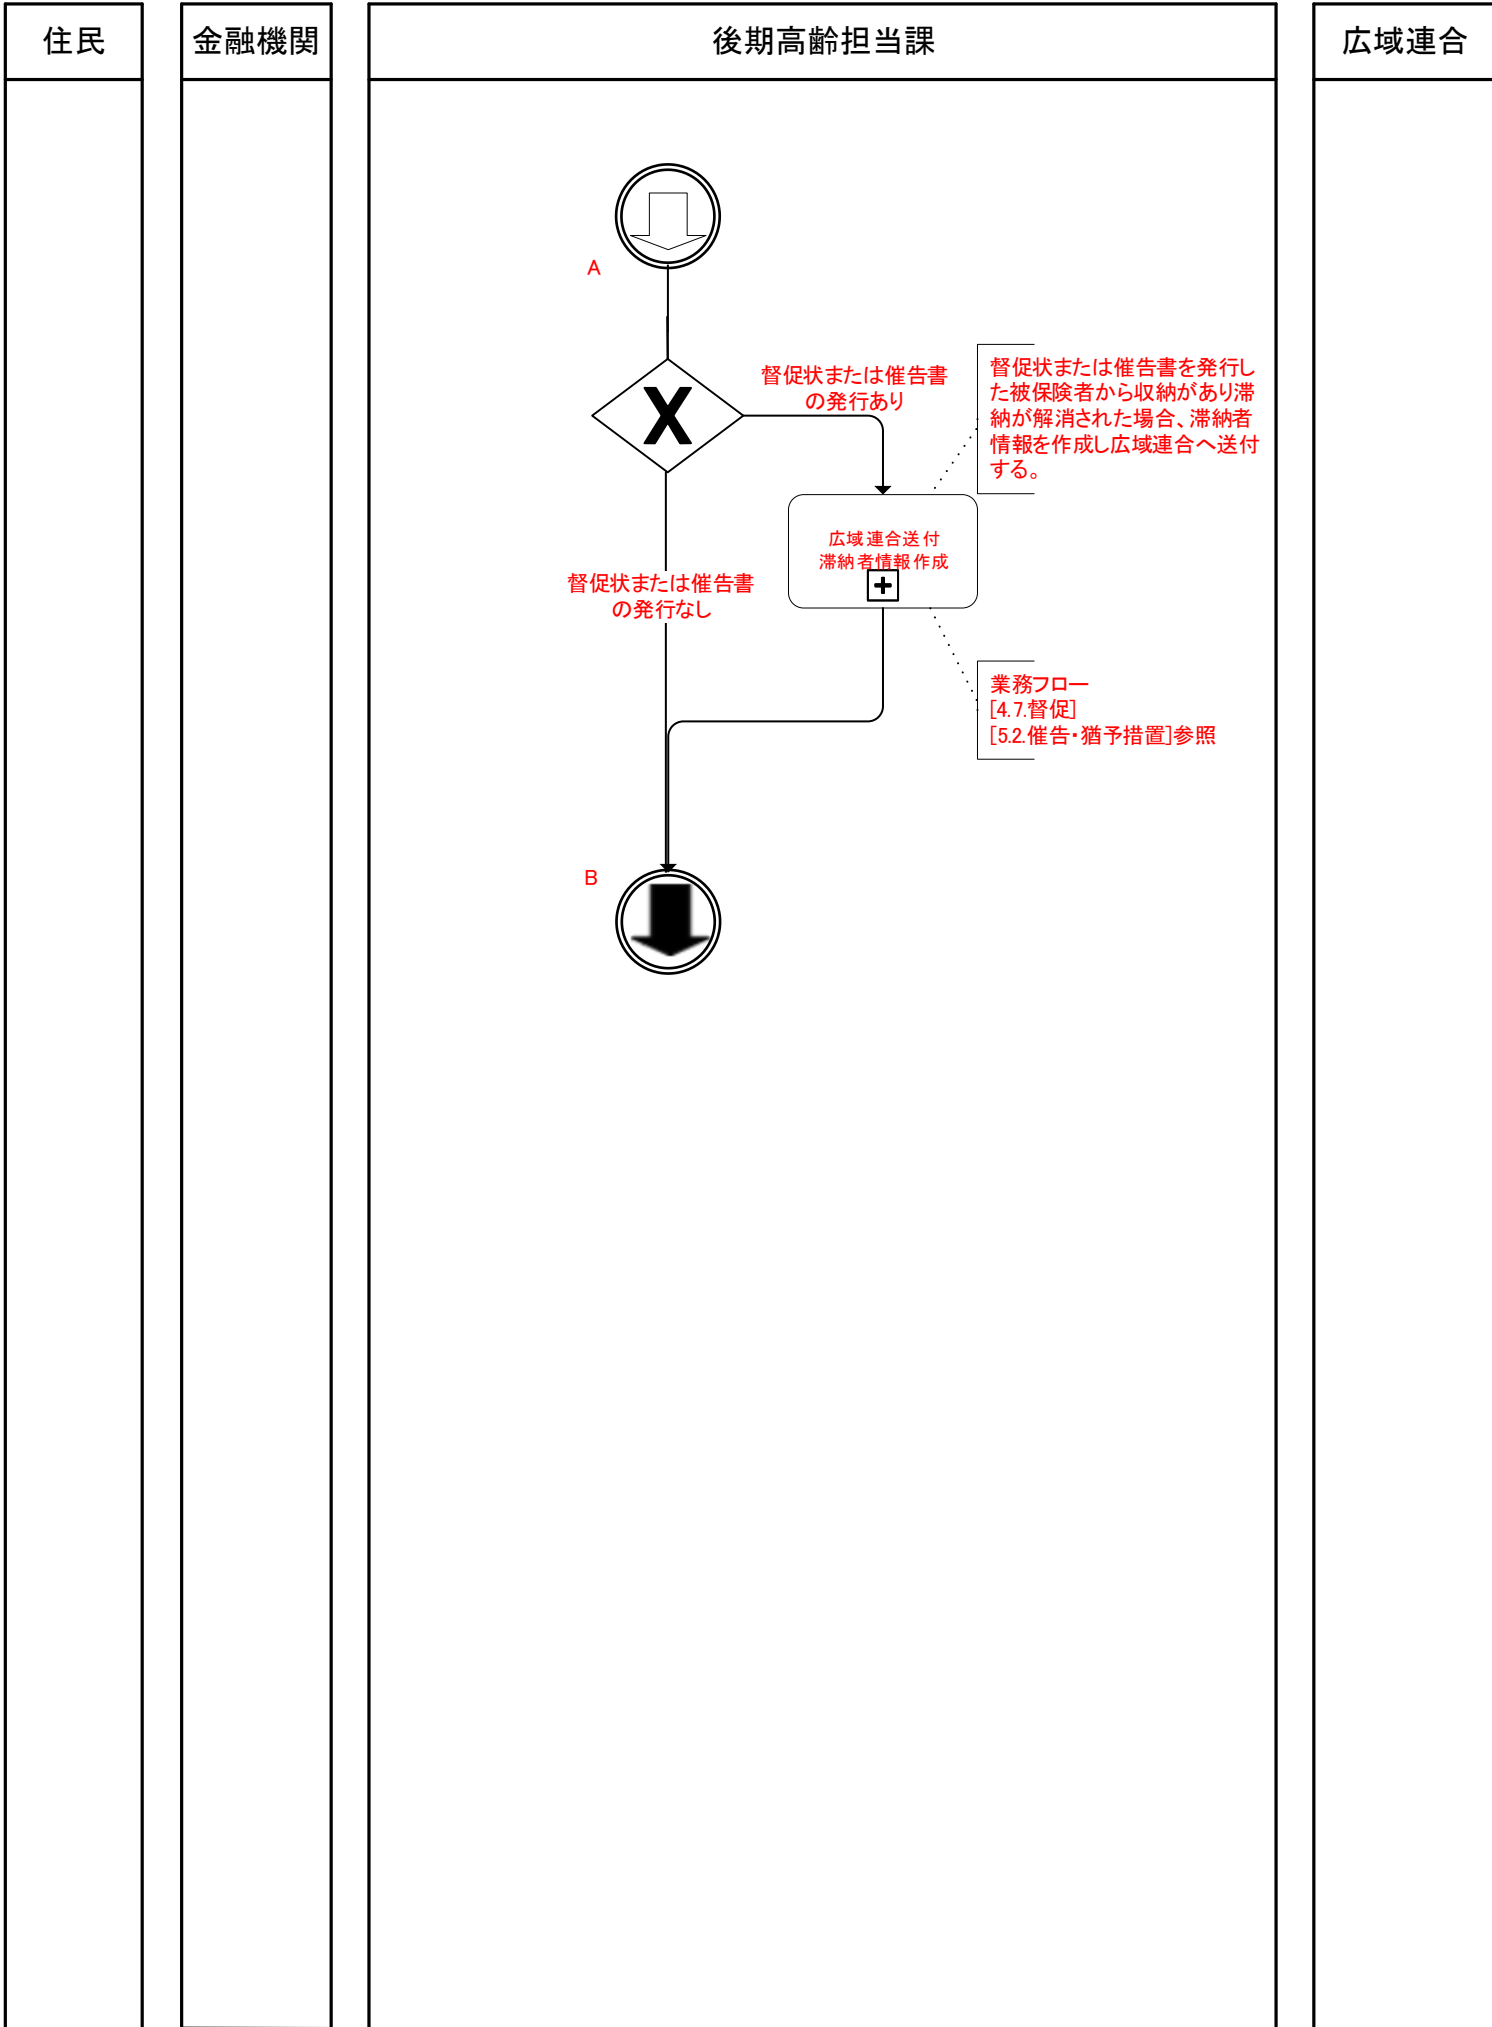 住民
金融機関
後期高齢担当課
広域連合
A
X
督促状または催告書
の発行あり
督促状または催告書を発行し
た被保険者から収納があり滞
納が解消された場合、滞納者
情報を作成し広域連合へ送付
する。
広域連合送付
滞納者情報作成
督促状または催告書
の発行なし
業務フロー
[4.7.督促]
[5.2.催告・猶予措置]参照
B